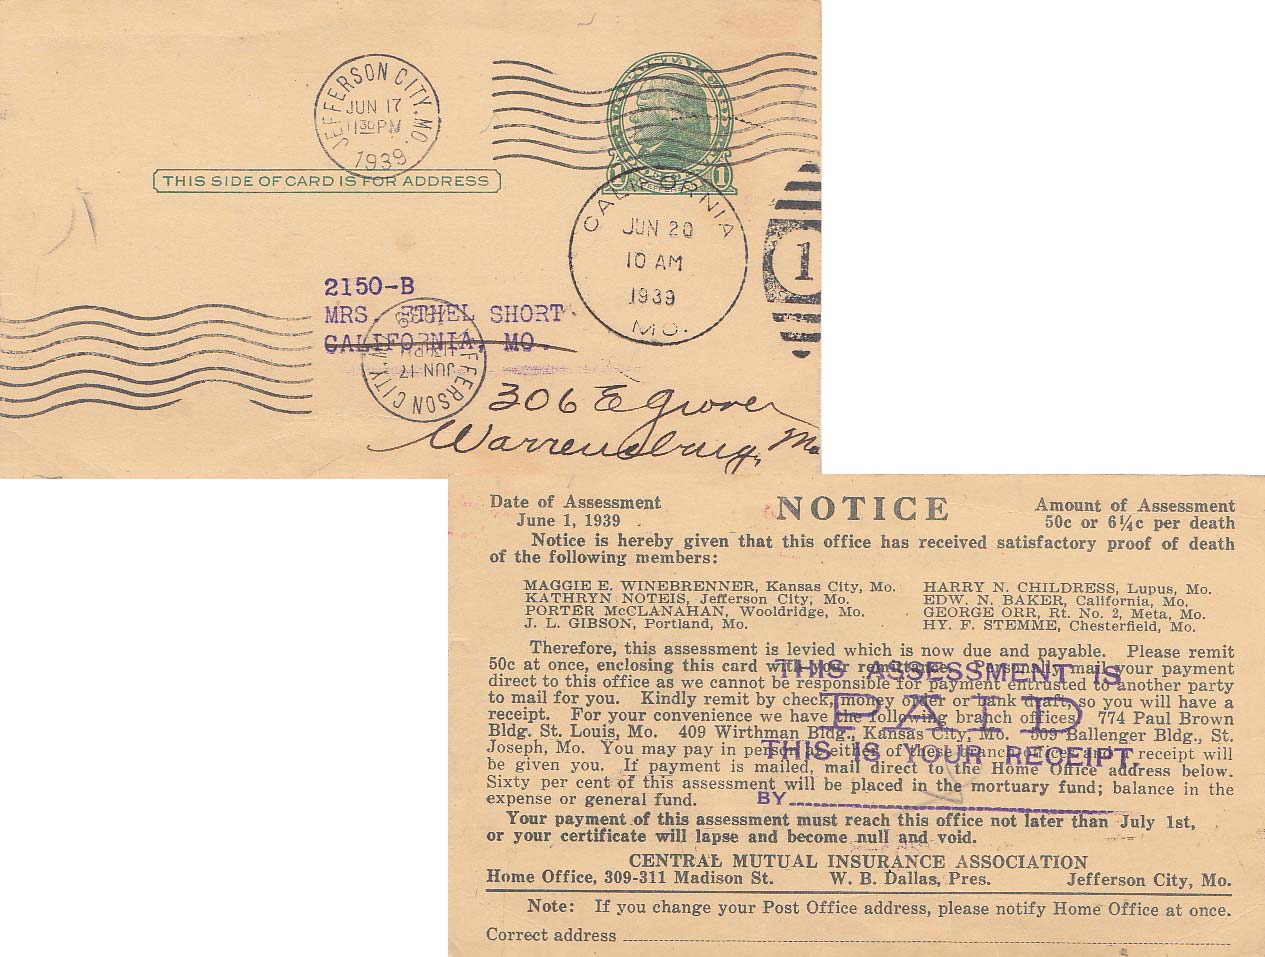 JEFFERSON CITY, MO.
JUN 17
1130 PM
1939
THIS SIDE OF CARD IS FOR ADDRESS
1 1
CALIFORNIA
JUN 20
10 AM
1939
MO.
1
2150-B
MRS. ETHEL SHORT
CALIFORNIA, MO.
JEFFERSON CITY, MO.
JUN 17
1130 PM
1939
306 E Grover
Warrensburg, Mo
Date of Assessment NOTICE Amount of Assessment
June 1, 1939 50c or 6¼c per death
Notice is hereby given that this office has received satisfactory proof of death
of the following members:
MAGGIE E. WINEBRENNER, Kansas City, Mo. HARRY N. CHILDRESS, Lupus, Mo.
KATHRYN NOTEIS, Jefferson City, Mo. EDW. N. BAKER, California, Mo.
PORTER McCLANAHAN, Wooldridge, Mo. GEORGE ORR, Rt. No. 2, Meta, Mo.
J. L. GIBSON, Portland, Mo. HY. F. STEMME, Chesterfield, Mo.
Therefore, this assessment is levied which is now due and payable. Please remit
50c at once, enclosing this card with your remittance. Personally mail your payment
direct to this office as we cannot be responsible for payment entrusted to another party
to mail for you. Kindly remit by check, money order or bank draft, so you will have a
receipt. For your convenience we have the following branch offices, 774 Paul Brown
Bldg. St. Louis, Mo. 409 Wirthman Bldg., Kansas City, Mo. 509 Ballenger Bldg., St.
Joseph, Mo. You may pay in person at either of these branch offices and a receipt will
be given you. If payment is mailed, mail direct to the Home Office address below.
Sixty per cent of this assessment will be placed in the mortuary fund; balance in the
expense or general fund.
THIS ASSESSMENT IS
PAID
THIS IS YOUR RECEIPT.
BY
Your payment of this assessment must reach this office not later than July 1st,
or your certificate will lapse and become null and void.
CENTRAL MUTUAL INSURANCE ASSOCIATION
Home Office, 309-311 Madison St. W. B. Dallas, Pres. Jefferson City, Mo.
Note: If you change your Post Office address, please notify Home Office at once.
Correct address